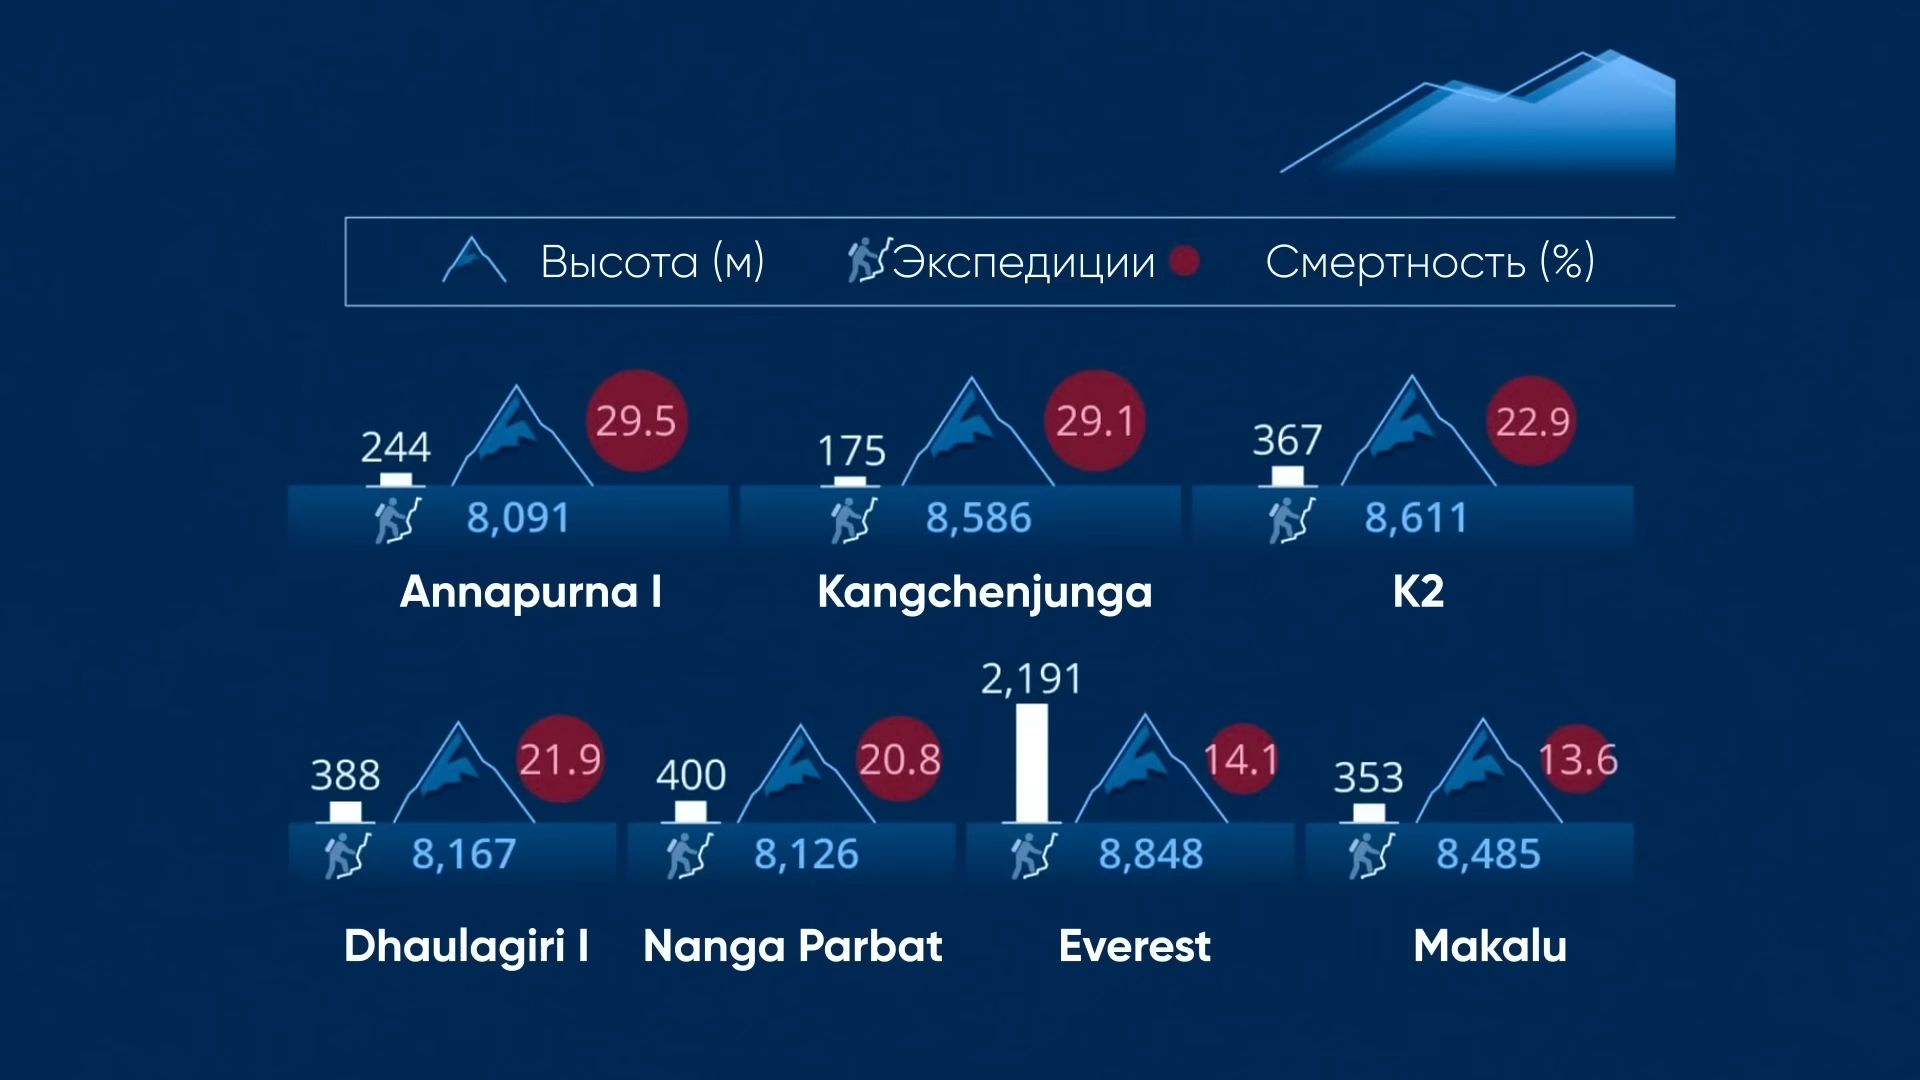 Высота (м) Экспедиции Смертность (%)
244 29.5 175 29.1 367 22.9
8,091 8,586 8,611
Annapurna I Kangchenjunga K2
2,191
388 21.9 400 20.8 14.1 353 13.6
8,167 8,126 8,848 8,485
Dhaulagiri I Nanga Parbat Everest Makalu